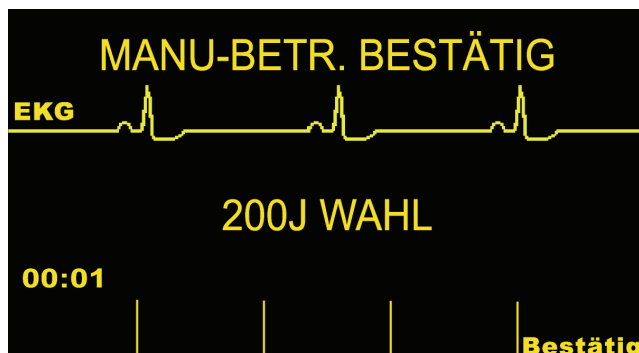 MANU-BETR. BESTÄTIG
EKG
200J WAHL
00:01
Bestätig